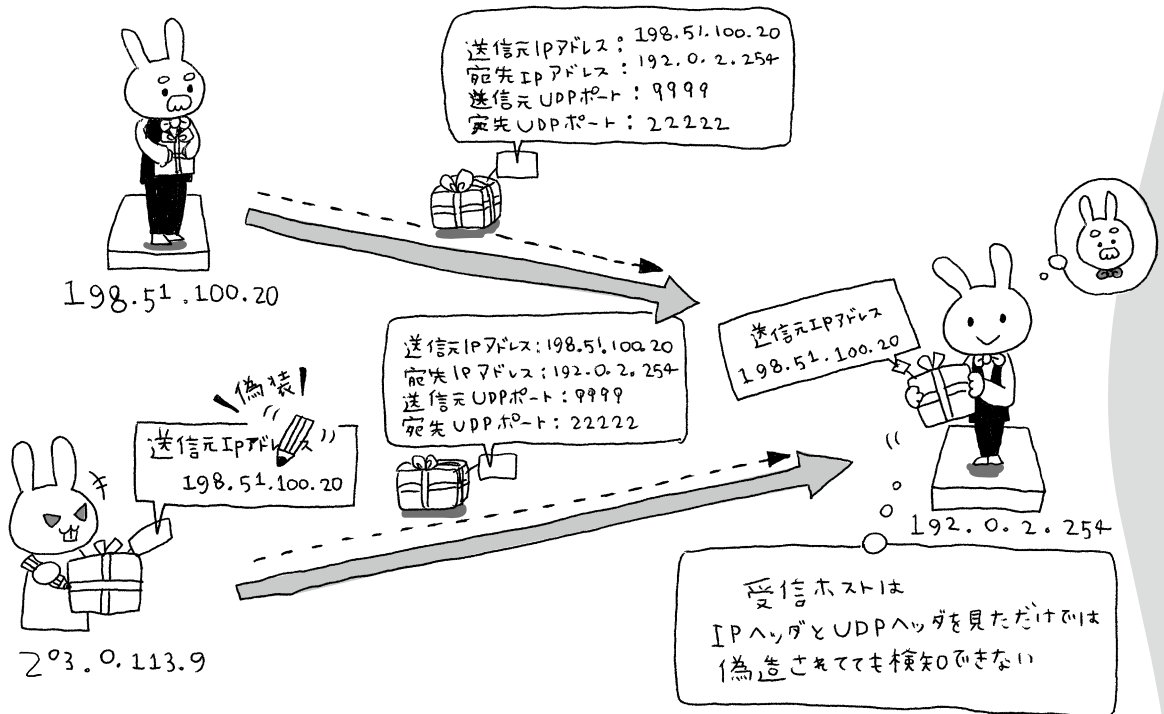 送信元IPアドレス：198.51.100.20
宛先IPアドレス：192.0.2.254
送信元UDPポート：9999
宛先UDPポート：22222
198.51.100.20
送信元IPアドレス：198.51.100.20
宛先IPアドレス：192.0.2.254
送信元UDPポート：9999
宛先UDPポート：22222
送信元IPアドレス
198.51.100.20
偽装
送信元IPアドレス
198.51.100.20
203.0.113.9
192.0.2.254
受信ホストは
IPヘッダとUDPヘッダを見ただけでは
偽造されてても検知できない